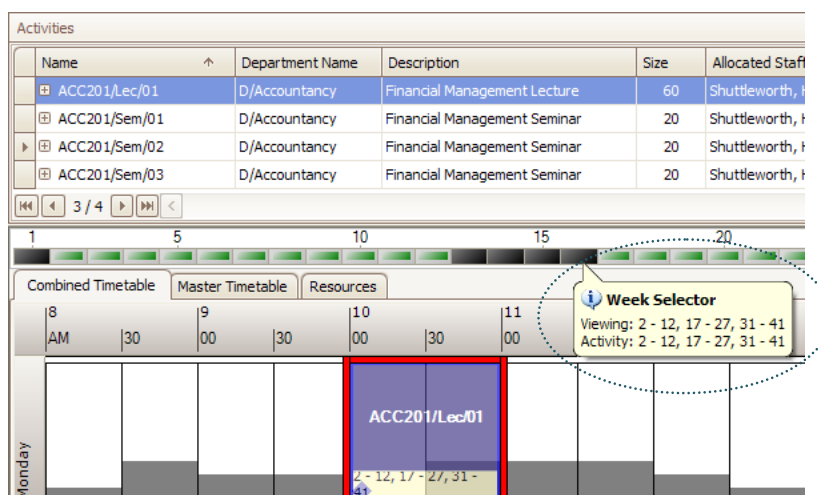 Activities
Name Department Name Description Size Allocated Staff
ACC201/Lec/01 D/Accountancy Financial Management Lecture 60 Shuttleworth, H
ACC201/Sem/01 D/Accountancy Financial Management Seminar 20 Shuttleworth, H
ACC201/Sem/02 D/Accountancy Financial Management Seminar 20 Shuttleworth, H
ACC201/Sem/03 D/Accountancy Financial Management Seminar 20 Shuttleworth, H
3 / 4
1 5 10 15 20
Combined Timetable Master Timetable Resources
Week Selector
Viewing: 2 - 12, 17 - 27, 31 - 41
Activity: 2 - 12, 17 - 27, 31 - 41
8 9 10 11
AM 30 00 30 00 30 00
ACC201/Lec/01
Monday
2 - 12, 17 - 27, 31 -
41